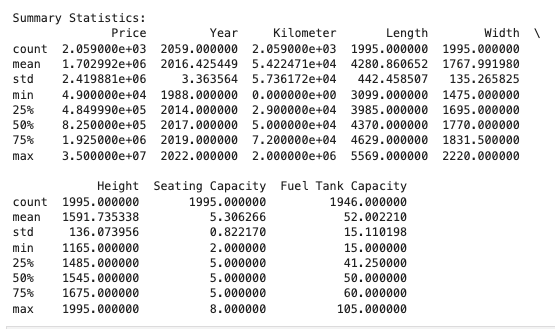 Summary Statistics:
              Price         Year    Kilometer       Length        Width  \
count  2.059000e+03  2059.000000  2.059000e+03  1995.000000  1995.000000
mean   1.702992e+06  2016.425449  5.422471e+04  4280.860652  1767.991980
std    2.419881e+06     3.363564  5.736172e+04   442.458507   135.265825
min    4.900000e+04  1988.000000  0.000000e+00  3099.000000  1475.000000
25%    4.849990e+05  2014.000000  2.900000e+04  3985.000000  1695.000000
50%    8.250000e+05  2017.000000  5.000000e+04  4370.000000  1770.000000
75%    1.925000e+06  2019.000000  7.200000e+04  4629.000000  1831.500000
max    3.500000e+07  2022.000000  2.000000e+06  5569.000000  2220.000000
            Height  Seating Capacity  Fuel Tank Capacity
count  1995.000000       1995.000000         1946.000000
mean   1591.735338          5.306266           52.002210
std     136.073956          0.822170           15.110198
min    1165.000000          2.000000           15.000000
25%    1485.000000          5.000000           41.250000
50%    1545.000000          5.000000           50.000000
75%    1675.000000          5.000000           60.000000
max    1995.000000          8.000000          105.000000